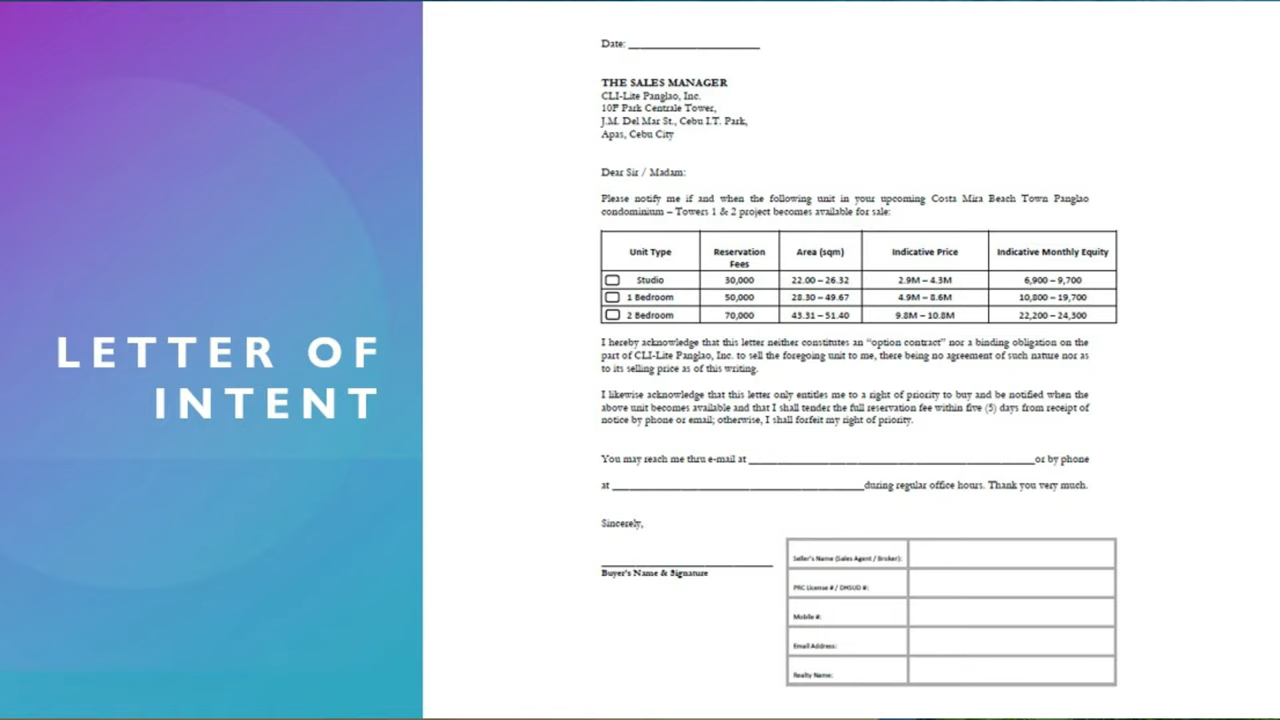 LETTER OF
INTENT
Date: ______________________
THE SALES MANAGER
CLI-Lite Panglao, Inc.
10F Park Centrale Tower,
J.M. Del Mar St., Cebu I.T. Park,
Apas, Cebu City
Dear Sir / Madam:
Please notify me if and when the following unit in your upcoming Costa Mira Beach Town Panglao
condominium – Towers 1 & 2 project becomes available for sale:
Unit Type Reservation Fees Area (sqm) Indicative Price Indicative Monthly Equity
Studio 30,000 22.00 – 26.32 2.9M – 4.3M 6,900 – 9,700
1 Bedroom 50,000 28.30 – 49.67 4.9M – 8.6M 10,800 – 19,700
2 Bedroom 70,000 43.31 – 51.40 9.8M – 10.8M 22,200 – 24,300
I hereby acknowledge that this letter neither constitutes an “option contract” nor a binding obligation on the
part of CLI-Lite Panglao, Inc. to sell the foregoing unit to me, there being no agreement of such nature nor as
to its selling price as of this writing.
I likewise acknowledge that this letter only entitles me to a right of priority to buy and be notified when the
above unit becomes available and that I shall tender the full reservation fee within five (5) days from receipt of
notice by phone or email; otherwise, I shall forfeit my right of priority.
You may reach me thru e-mail at ______________________ or by phone
at ______________________ during regular office hours. Thank you very much.
Sincerely,
Buyer's Name & Signature
Seller's Name (Sales Agent / Broker):
PRC License # / DHSUD #:
Mobile #:
Email Address:
Realty Name: